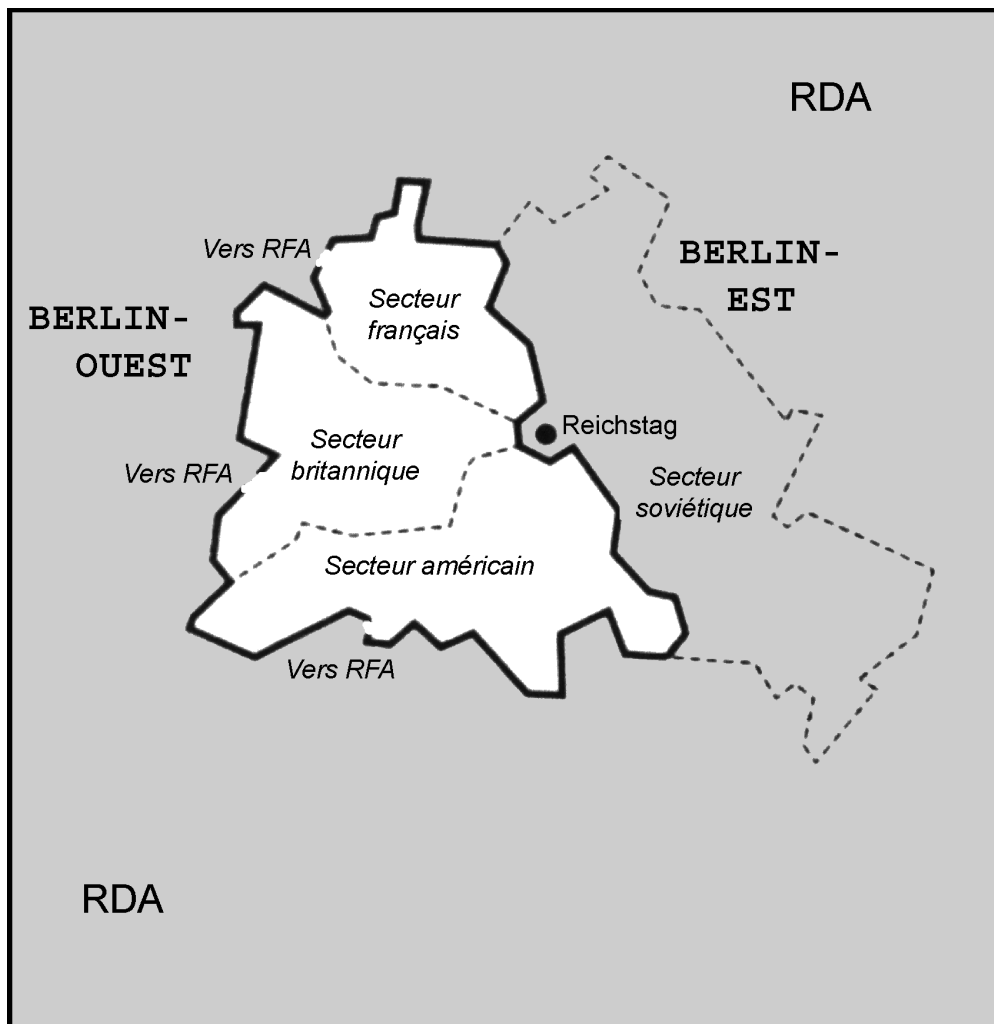 RDA
Vers RFA
BERLIN-
EST
Secteur
français
BERLIN-
OUEST
Reichstag
Secteur
britannique
Vers RFA
Secteur
soviétique
Secteur américain
Vers RFA
RDA